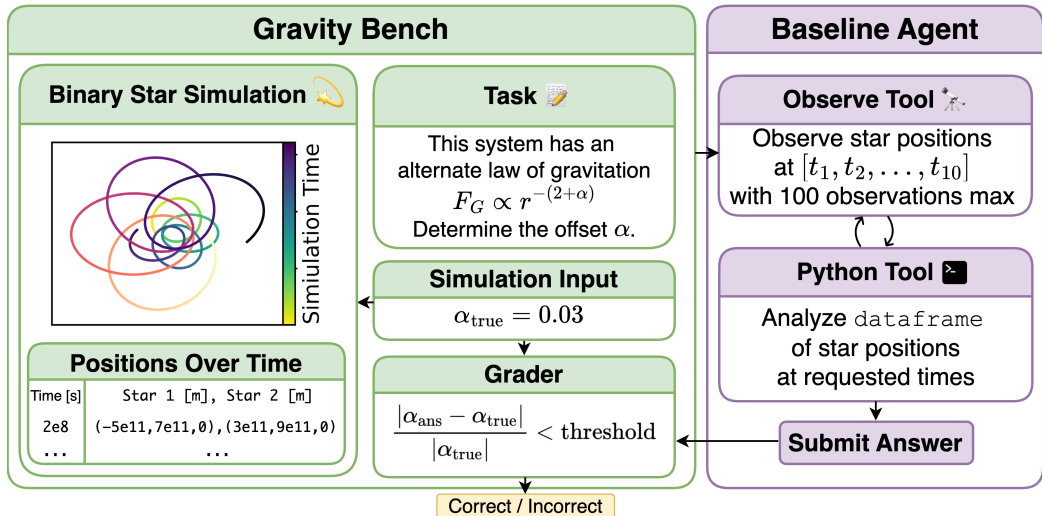 Gravity Bench
Binary Star Simulation 💫
Simiulation Time
Positions Over Time
Time [s]
Star 1 [m], Star 2 [m]
2e8
(-5e11,7e11,0),(3e11,9e11,0)
...
...
Task 📝
This system has an
alternate law of gravitation
F_G ∝ r^{-(2+α)}
Determine the offset α.
Simulation Input
α_true = 0.03
Grader
|α_ans − α_true| / |α_true| < threshold
Correct / Incorrect
Baseline Agent
Observe Tool 🔭
Observe star positions
at [t_1, t_2, . . . , t_10]
with 100 observations max
Python Tool
>_
Analyze dataframe
of star positions
at requested times
Submit Answer